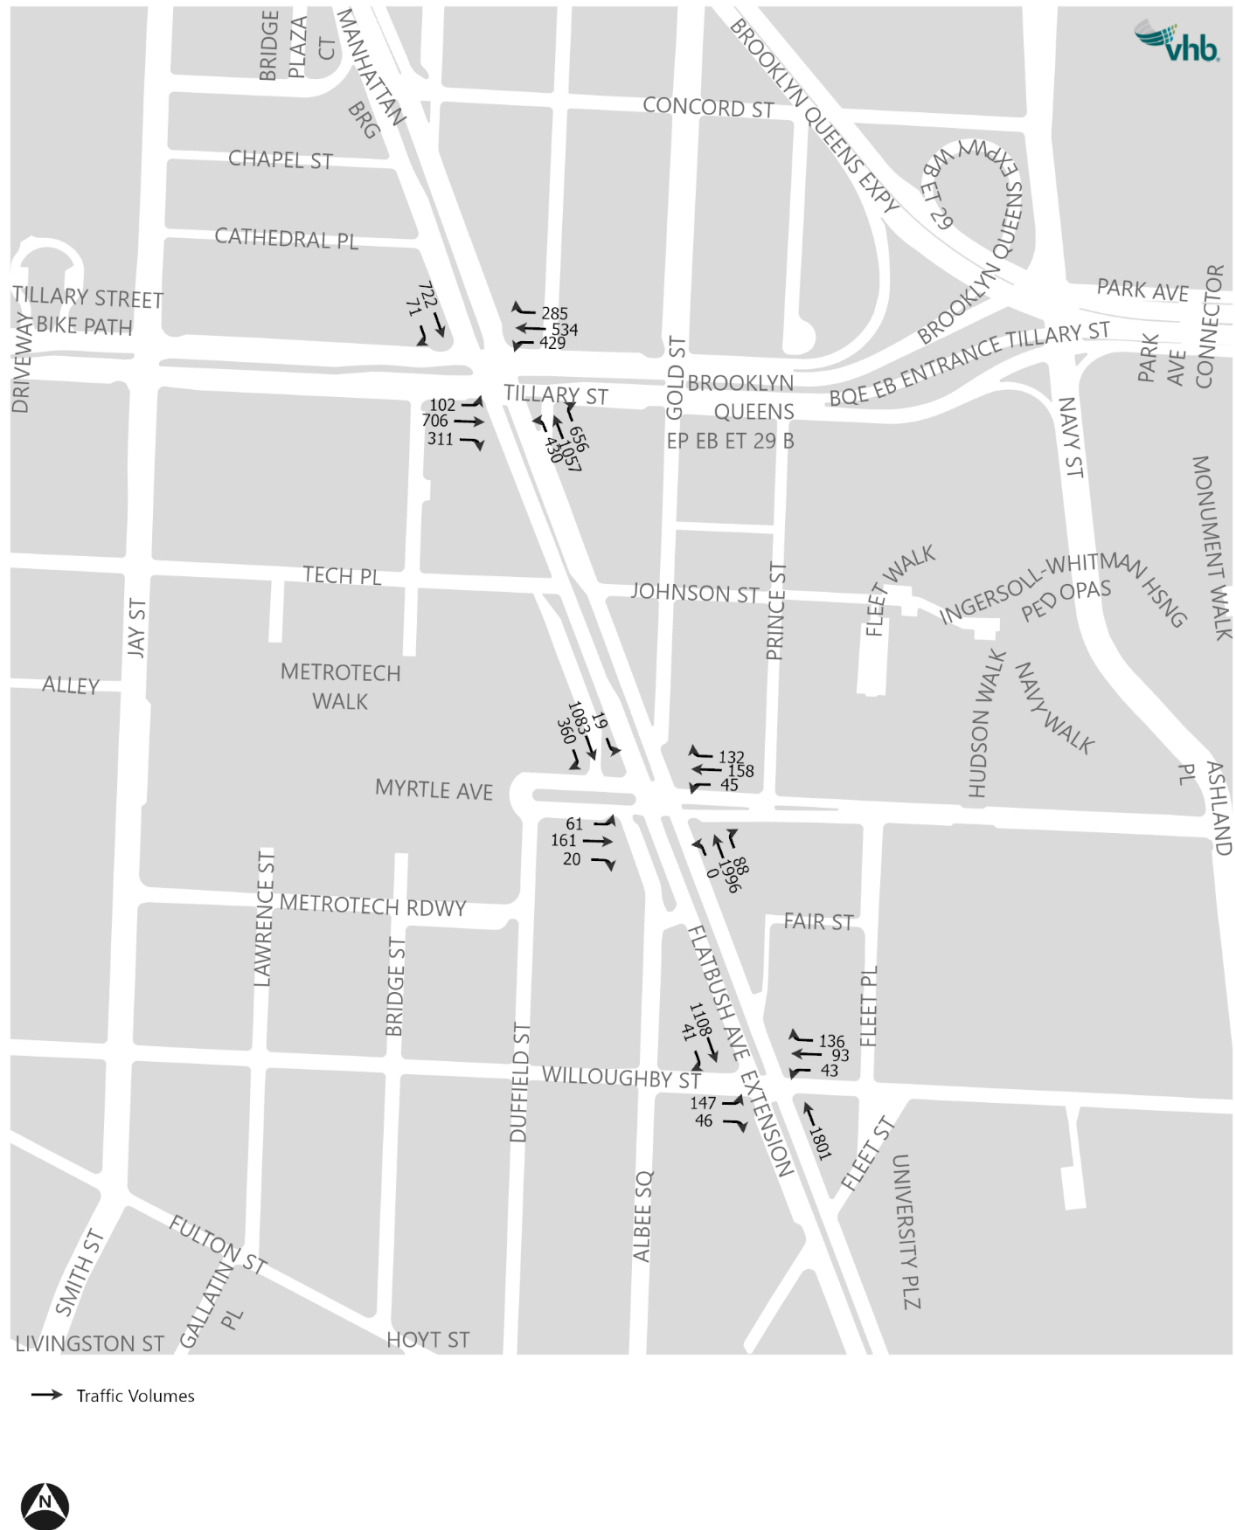 vhb.
BRIDGE
PLAZA
CT
MANHATTAN
BRG
CONCORD ST
BROOKLYN QUEENS EXPY
CHAPEL ST
BROOKLYN QUEENS EXPWY WB ET 29
CATHEDRAL PL
TILLARY STREET
BIKE PATH
DRIVEWAY
PARK AVE
PARK
AVE
CONNECTOR
722
71
285
534
429
BQE EB ENTRANCE TILLARY ST
GOLD ST
BROOKLYN
QUEENS
EP EB ET 29 B
TILLARY ST
102
706
311
430
1057
656
NAVY ST
MONUMENT WALK
TECH PL
JOHNSON ST
PRINCE ST
FLEET WALK
INGERSOLL-WHITMAN HSNG
PED OPAS
JAY ST
ALLEY
METROTECH
WALK
HUDSON WALK
NAVY WALK
360
1083
19
132
158
45
MYRTLE AVE
ASHLAND
PL
61
161
20
0
1996
88
LAWRENCE ST
METROTECH RDWY
BRIDGE ST
FAIR ST
FLATBUSH AVE EXTENSION
FLEET PL
DUFFIELD ST
1108
41
136
93
43
WILLOUGHBY ST
147
46
1801
FLEET ST
UNIVERSITY PLZ
ALBEE SQ
SMITH ST
FULTON ST
GALLATIN
PL
LIVINGSTON ST
HOYT ST
Traffic Volumes
N